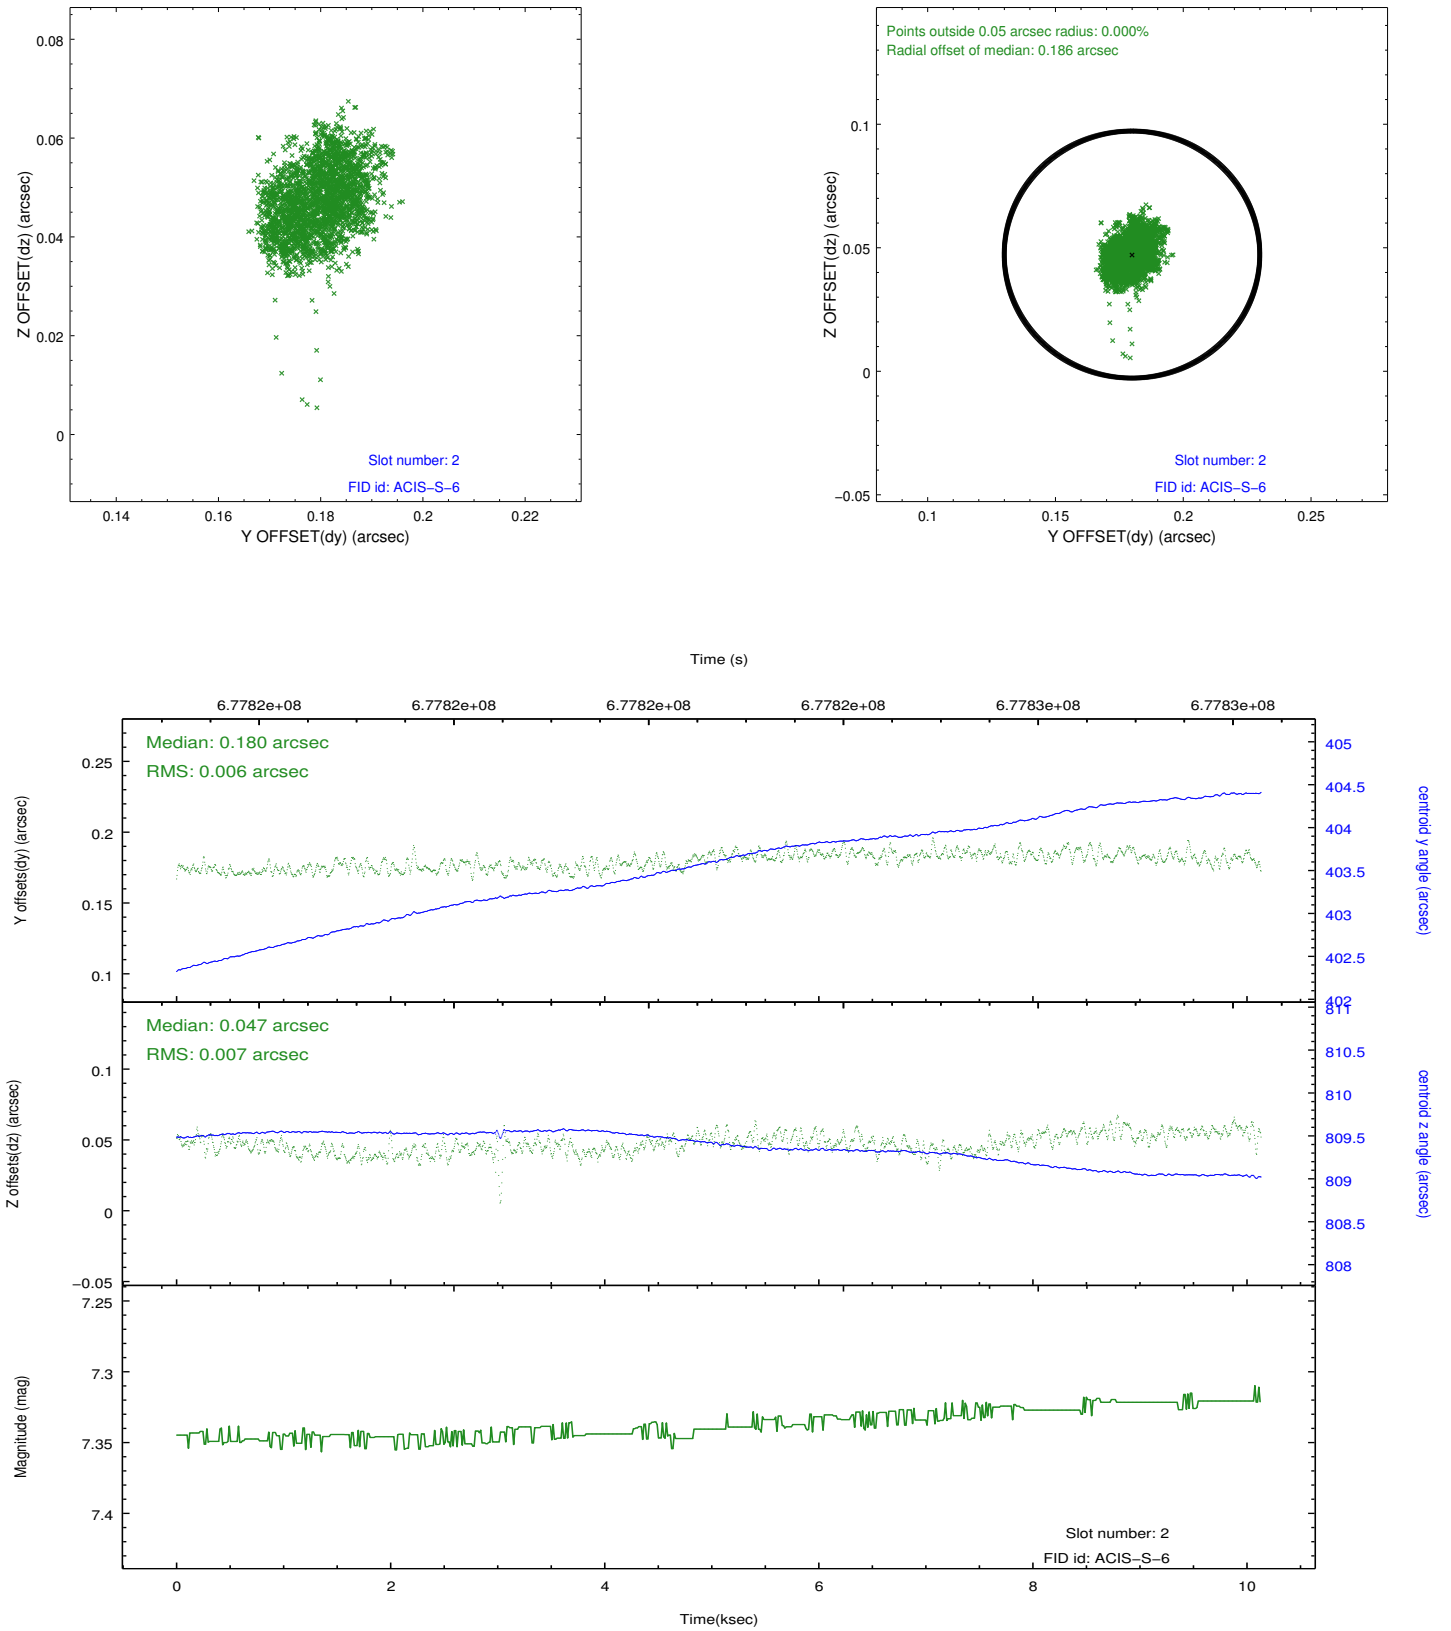 0.08
0.06
0.04
0.02
0
Z OFFSET(dz) (arcsec)
Slot number: 2
FID id: ACIS−S−6
0.14
0.16
0.18
0.2
0.22
Y OFFSET(dy) (arcsec)
Points outside 0.05 arcsec radius: 0.000%
Radial offset of median: 0.186 arcsec
0.1
0.05
0
−0.05
Z OFFSET(dz) (arcsec)
Slot number: 2
FID id: ACIS−S−6
0.1
0.15
0.2
0.25
Y OFFSET(dy) (arcsec)
Time (s)
6.7782e+08
6.7782e+08
6.7782e+08
6.7782e+08
6.7783e+08
6.7783e+08
Median: 0.180 arcsec
RMS: 0.006 arcsec
0.25
0.2
0.15
0.1
Y offsets(dy) (arcsec)
405
404.5
404
403.5
403
402.5
402
centroid y angle (arcsec)
Median: 0.047 arcsec
RMS: 0.007 arcsec
0.1
0.05
0
−0.05
Z offsets(dz) (arcsec)
811
810.5
810
809.5
809
808.5
808
centroid z angle (arcsec)
7.25
7.3
7.35
7.4
Magnitude (mag)
Slot number: 2
FID id: ACIS−S−6
0
2
4
6
8
10
Time(ksec)